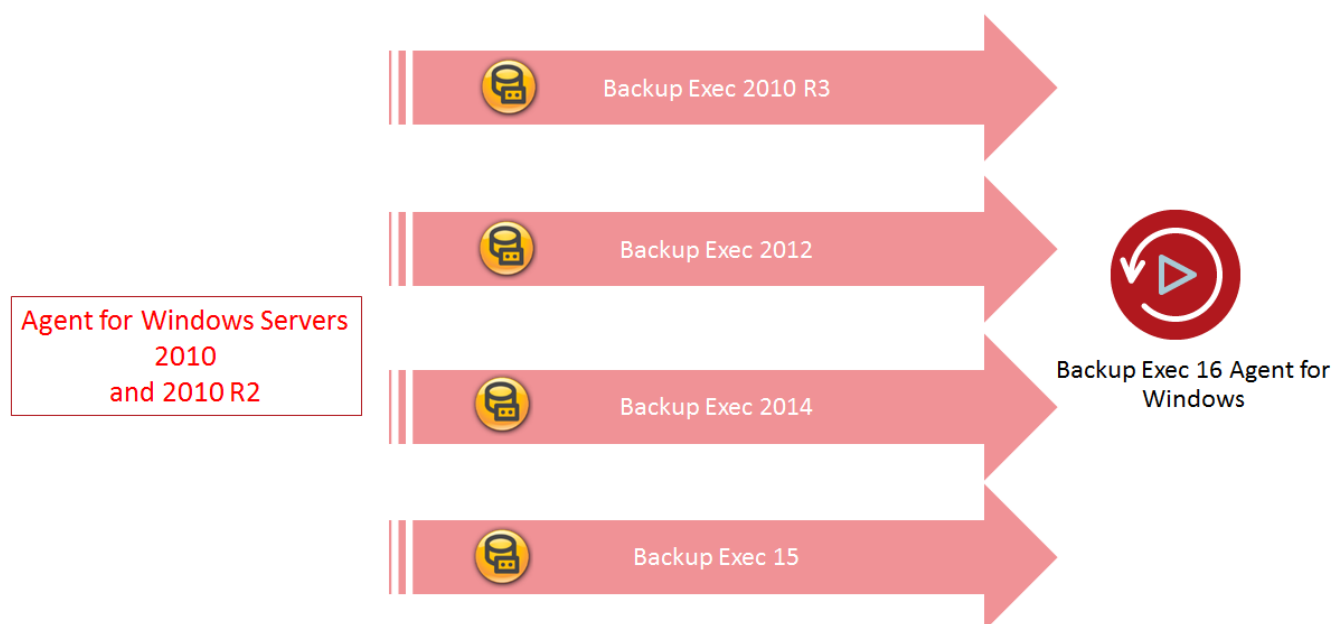 Backup Exec 2010 R3
Backup Exec 2012
Agent for Windows Servers
2010
and 2010 R2
Backup Exec 16 Agent for
Windows
Backup Exec 2014
Backup Exec 15